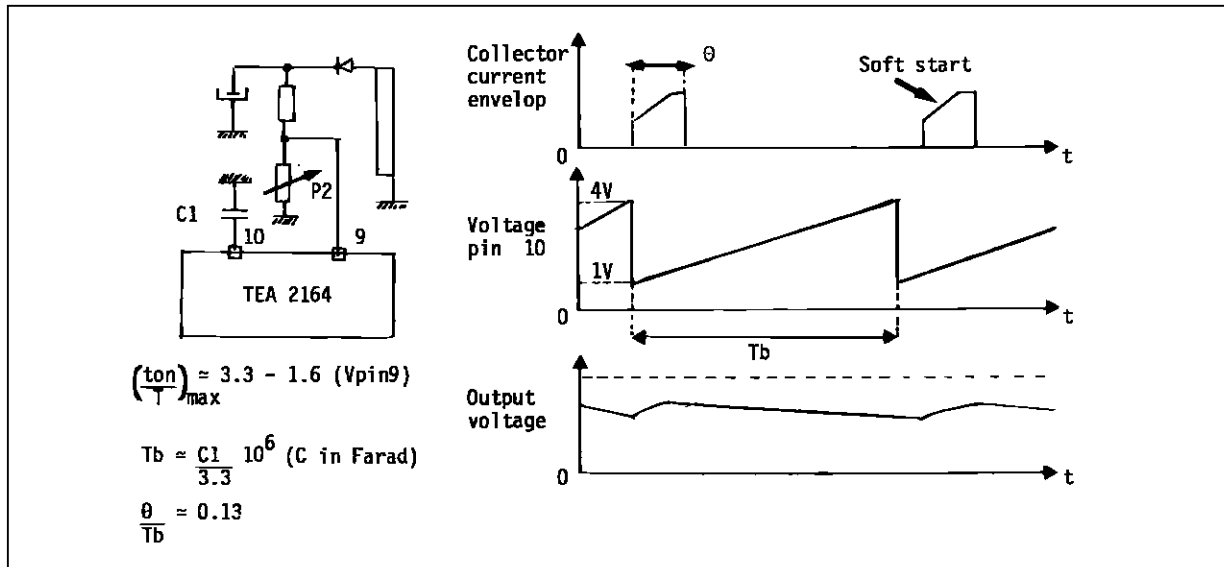 P2
C1
10
9
TEA 2164
(ton/T)max ≃ 3.3 - 1.6 (Vpin9)
Tb ≃ C1/3.3 10^6 (C in Farad)
θ/Tb ≃ 0.13
Collector
current
envelop
θ
Soft start
0
t
Voltage
pin 10
4V
1V
0
t
Tb
Output
voltage
0
t